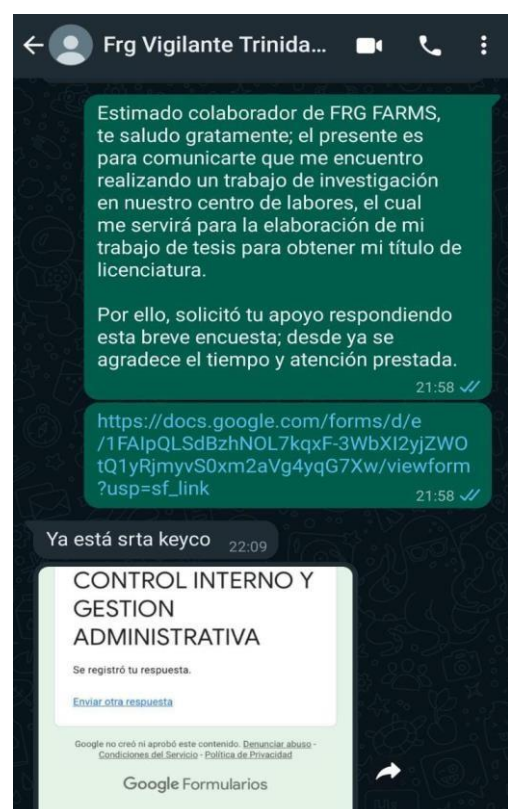 Frg Vigilante Trinida...
Estimado colaborador de FRG FARMS,
te saludo gratamente; el presente es
para comunicarte que me encuentro
realizando un trabajo de investigación
en nuestro centro de labores, el cual
me servirá para la elaboración de mi
trabajo de tesis para obtener mi título de
licenciatura.
Por ello, solicitó tu apoyo respondiendo
esta breve encuesta; desde ya se
agradece el tiempo y atención prestada.
21:58
https://docs.google.com/forms/d/e
/1FAIpQLSdBzhNOL7kqxF-3WbXI2yjZWO
tQ1yRjmyvS0xm2aVg4yqG7Xw/viewform
?usp=sf_link
21:58
Ya está srta keyco 22:09
CONTROL INTERNO Y
GESTION
ADMINISTRATIVA
Se registró tu respuesta.
Enviar otra respuesta
Google no creó ni aprobó este contenido. Denunciar abuso -
Condiciones del Servicio - Política de Privacidad
Google Formularios